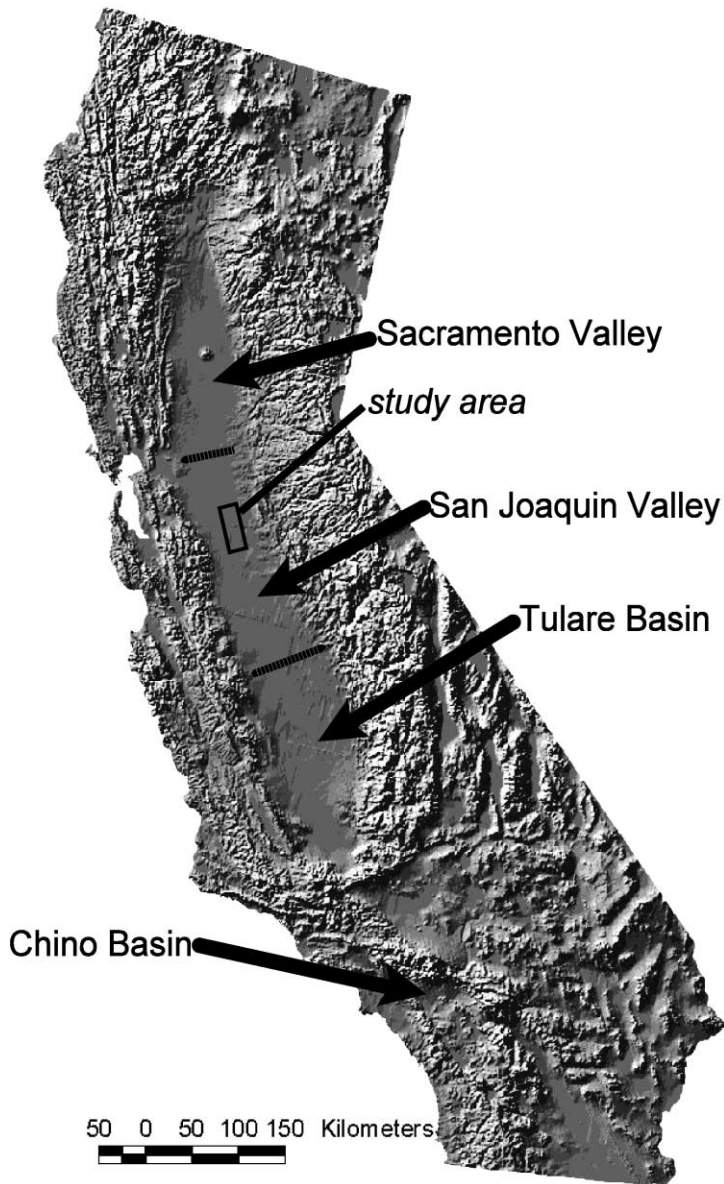 Sacramento Valley
study area
San Joaquin Valley
Tulare Basin
Chino Basin
50 0 50 100 150 Kilometers